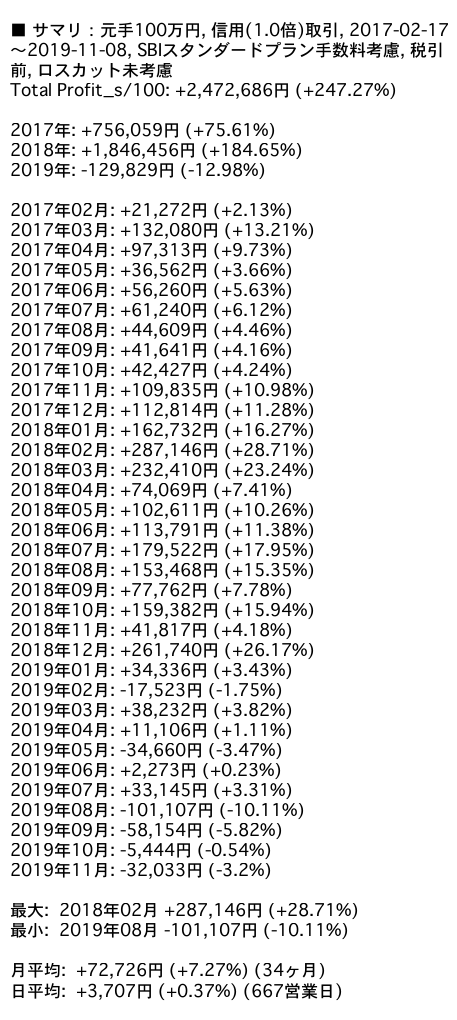 ■ サマリ : 元手100万円, 信用(1.0倍)取引, 2017-02-17
〜2019-11-08, SBIスタンダードプラン手数料考慮, 税引
前, ロスカット未考慮
Total Profit_s/100: +2,472,686円 (+247.27%)
2017年: +756,059円 (+75.61%)
2018年: +1,846,456円 (+184.65%)
2019年: -129,829円 (-12.98%)
2017年02月: +21,272円 (+2.13%)
2017年03月: +132,080円 (+13.21%)
2017年04月: +97,313円 (+9.73%)
2017年05月: +36,562円 (+3.66%)
2017年06月: +56,260円 (+5.63%)
2017年07月: +61,240円 (+6.12%)
2017年08月: +44,609円 (+4.46%)
2017年09月: +41,641円 (+4.16%)
2017年10月: +42,427円 (+4.24%)
2017年11月: +109,835円 (+10.98%)
2017年12月: +112,814円 (+11.28%)
2018年01月: +162,732円 (+16.27%)
2018年02月: +287,146円 (+28.71%)
2018年03月: +232,410円 (+23.24%)
2018年04月: +74,069円 (+7.41%)
2018年05月: +102,611円 (+10.26%)
2018年06月: +113,791円 (+11.38%)
2018年07月: +179,522円 (+17.95%)
2018年08月: +153,468円 (+15.35%)
2018年09月: +77,762円 (+7.78%)
2018年10月: +159,382円 (+15.94%)
2018年11月: +41,817円 (+4.18%)
2018年12月: +261,740円 (+26.17%)
2019年01月: +34,336円 (+3.43%)
2019年02月: -17,523円 (-1.75%)
2019年03月: +38,232円 (+3.82%)
2019年04月: +11,106円 (+1.11%)
2019年05月: -34,660円 (-3.47%)
2019年06月: +2,273円 (+0.23%)
2019年07月: +33,145円 (+3.31%)
2019年08月: -101,107円 (-10.11%)
2019年09月: -58,154円 (-5.82%)
2019年10月: -5,444円 (-0.54%)
2019年11月: -32,033円 (-3.2%)
最大: 2018年02月 +287,146円 (+28.71%)
最小: 2019年08月 -101,107円 (-10.11%)
月平均: +72,726円 (+7.27%) (34ヶ月)
日平均: +3,707円 (+0.37%) (667営業日)